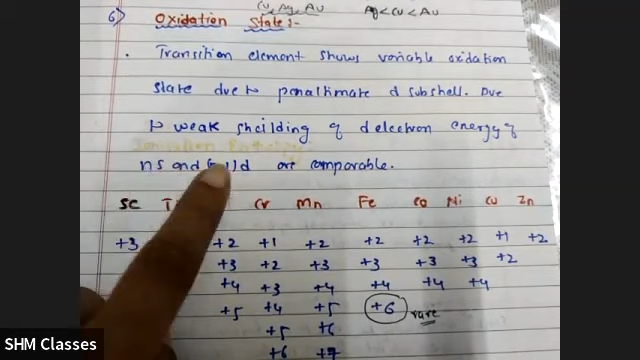 Cu, Ag, Au Ag < Cu < Au
6) Oxidation State :-
. Transition element shows variable oxidation
state due to penaltimate d subshell. Due
to weak sheilding of d electron energy of
ns and d are comparable.
Sc Cr Mn Fe Co Ni Cu Zn
+3 +2 +1 +2 +2 +2 +2 +1 +2
+3 +2 +3 +3 +3 +3 +2
+4 +3 +4 +4 +4 +4
+5 +4 +5 +6 rare
+5 +6
+6 +7
SHM Classes